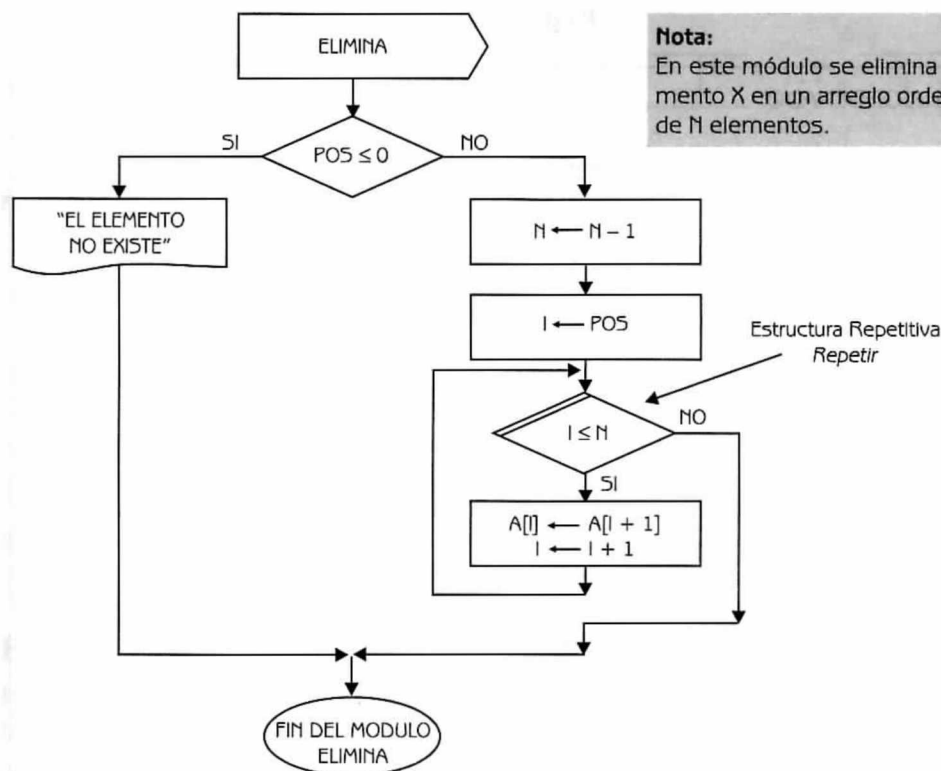 ELIMINA
Nota:
En este módulo se elimina
mento X en un arreglo orde
de N elementos.
SI
POS ≤ 0
NO
"EL ELEMENTO
NO EXISTE"
N ← N – 1
I ← POS
Estructura Repetitiva
Repetir
I ≤ N
NO
SI
A[I] ← A[I + 1]
I ← I + 1
FIN DEL MODULO
ELIMINA